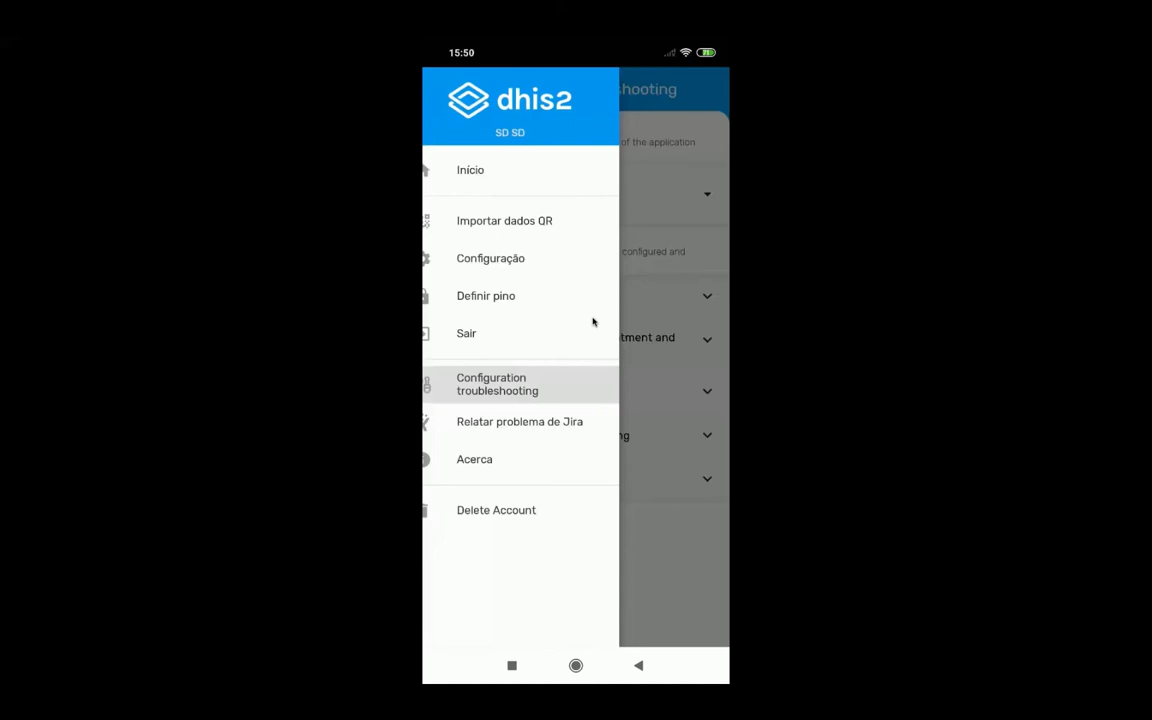 15:50
dhis2
SD SD
hooting
of the application
Início
Importar dados QR
configured and
Configuração
Definir pino
Sair
tment and
Configuration
troubleshooting
Relatar problema de Jira
ng
Acerca
Delete Account